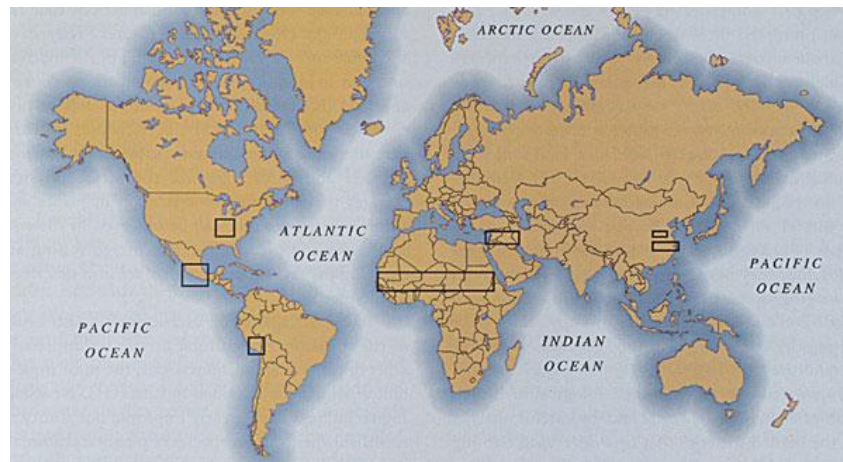 ARCTIC OCEAN
ATLANTIC
OCEAN
PACIFIC
OCEAN
PACIFIC
OCEAN
INDIAN
OCEAN